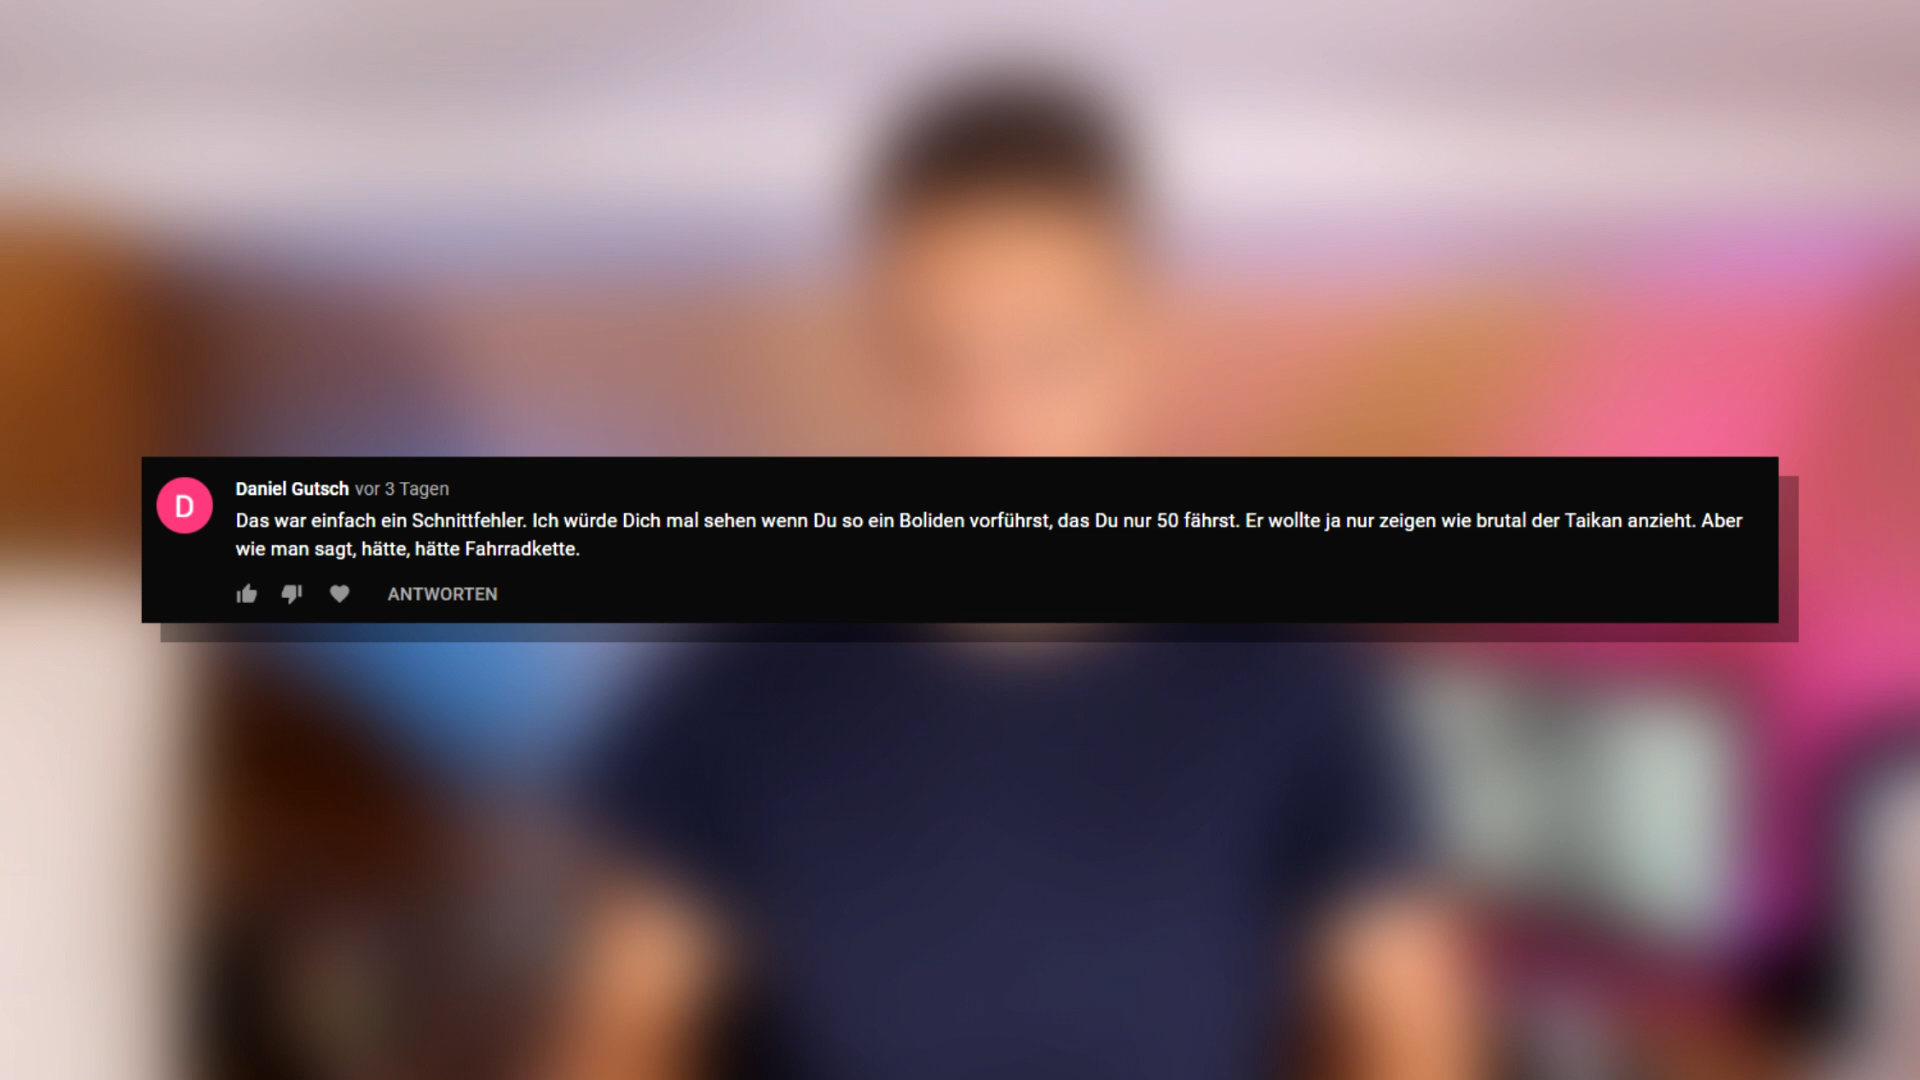 D
Daniel Gutsch vor 3 Tagen
Das war einfach ein Schnittfehler. Ich würde Dich mal sehen wenn Du so ein Boliden vorführst, das Du nur 50 fährst. Er wollte ja nur zeigen wie brutal der Taikan anzieht. Aber
wie man sagt, hätte, hätte Fahrradkette.
ANTWORTEN